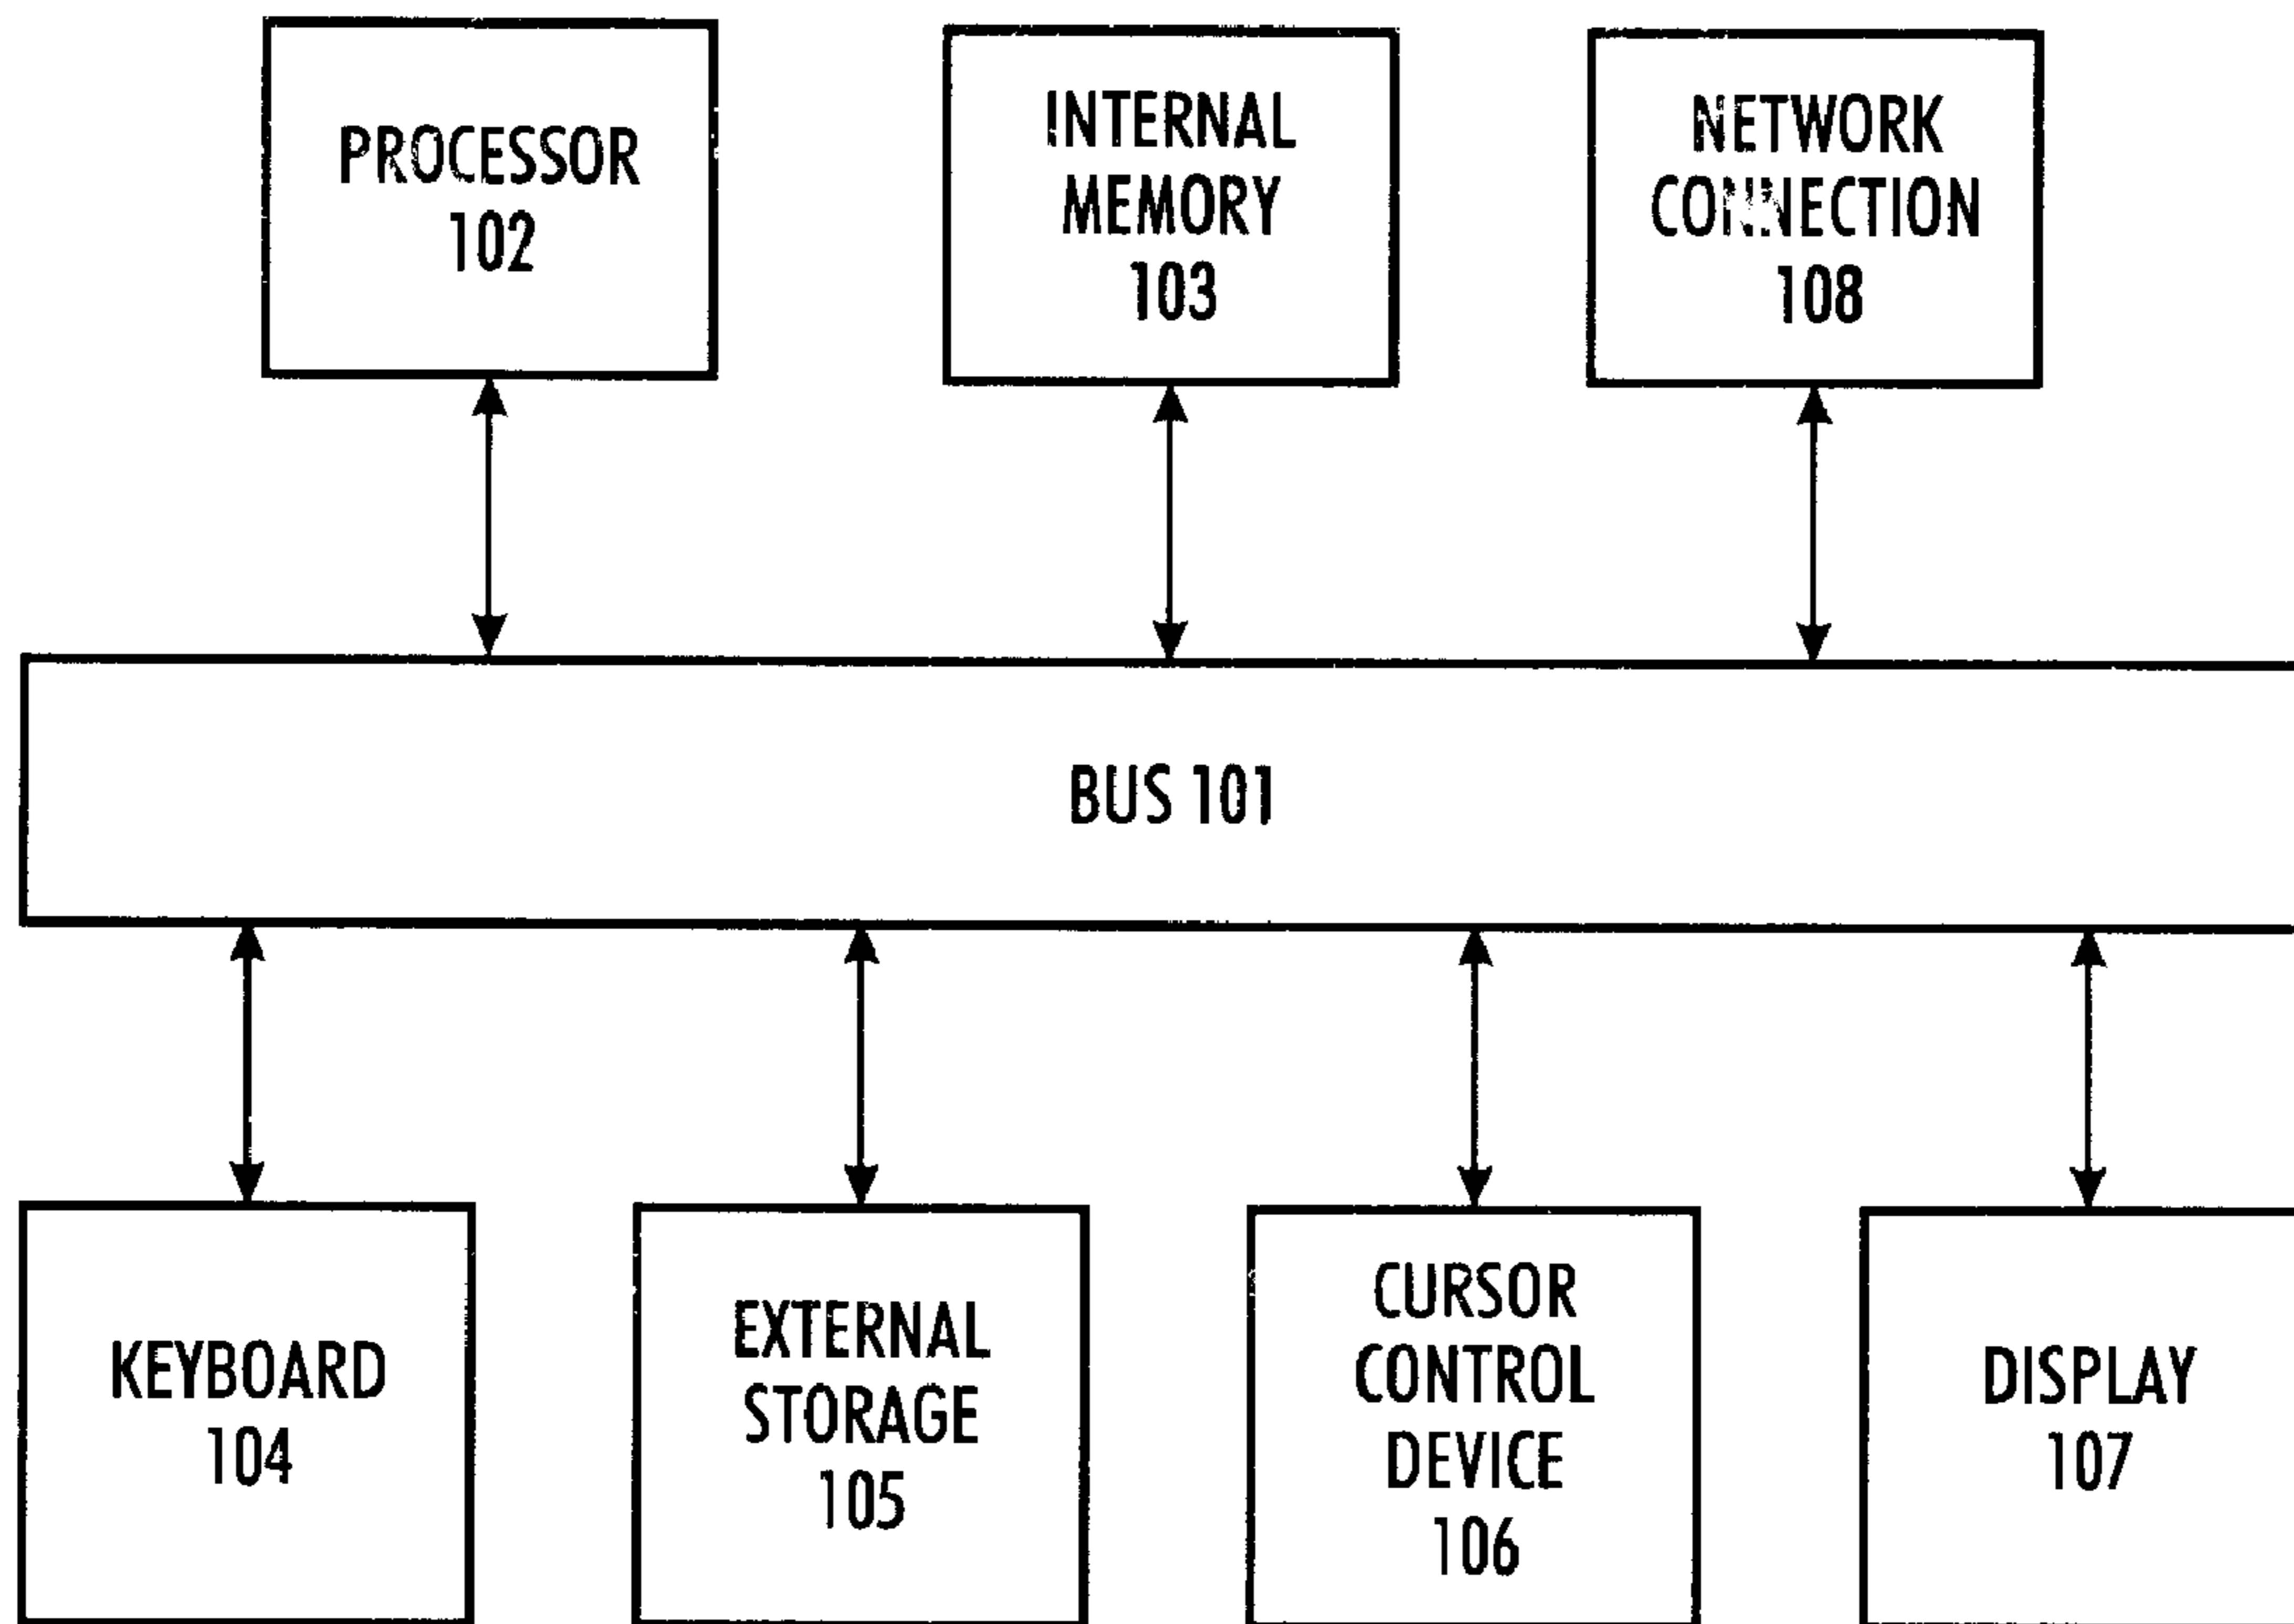 PROCESSOR
102
INTERNAL
MEMORY
103
NETWORK
CONNECTION
108
BUS 101
KEYBOARD
104
EXTERNAL
STORAGE
105
CURSOR
CONTROL
DEVICE
106
DISPLAY
107